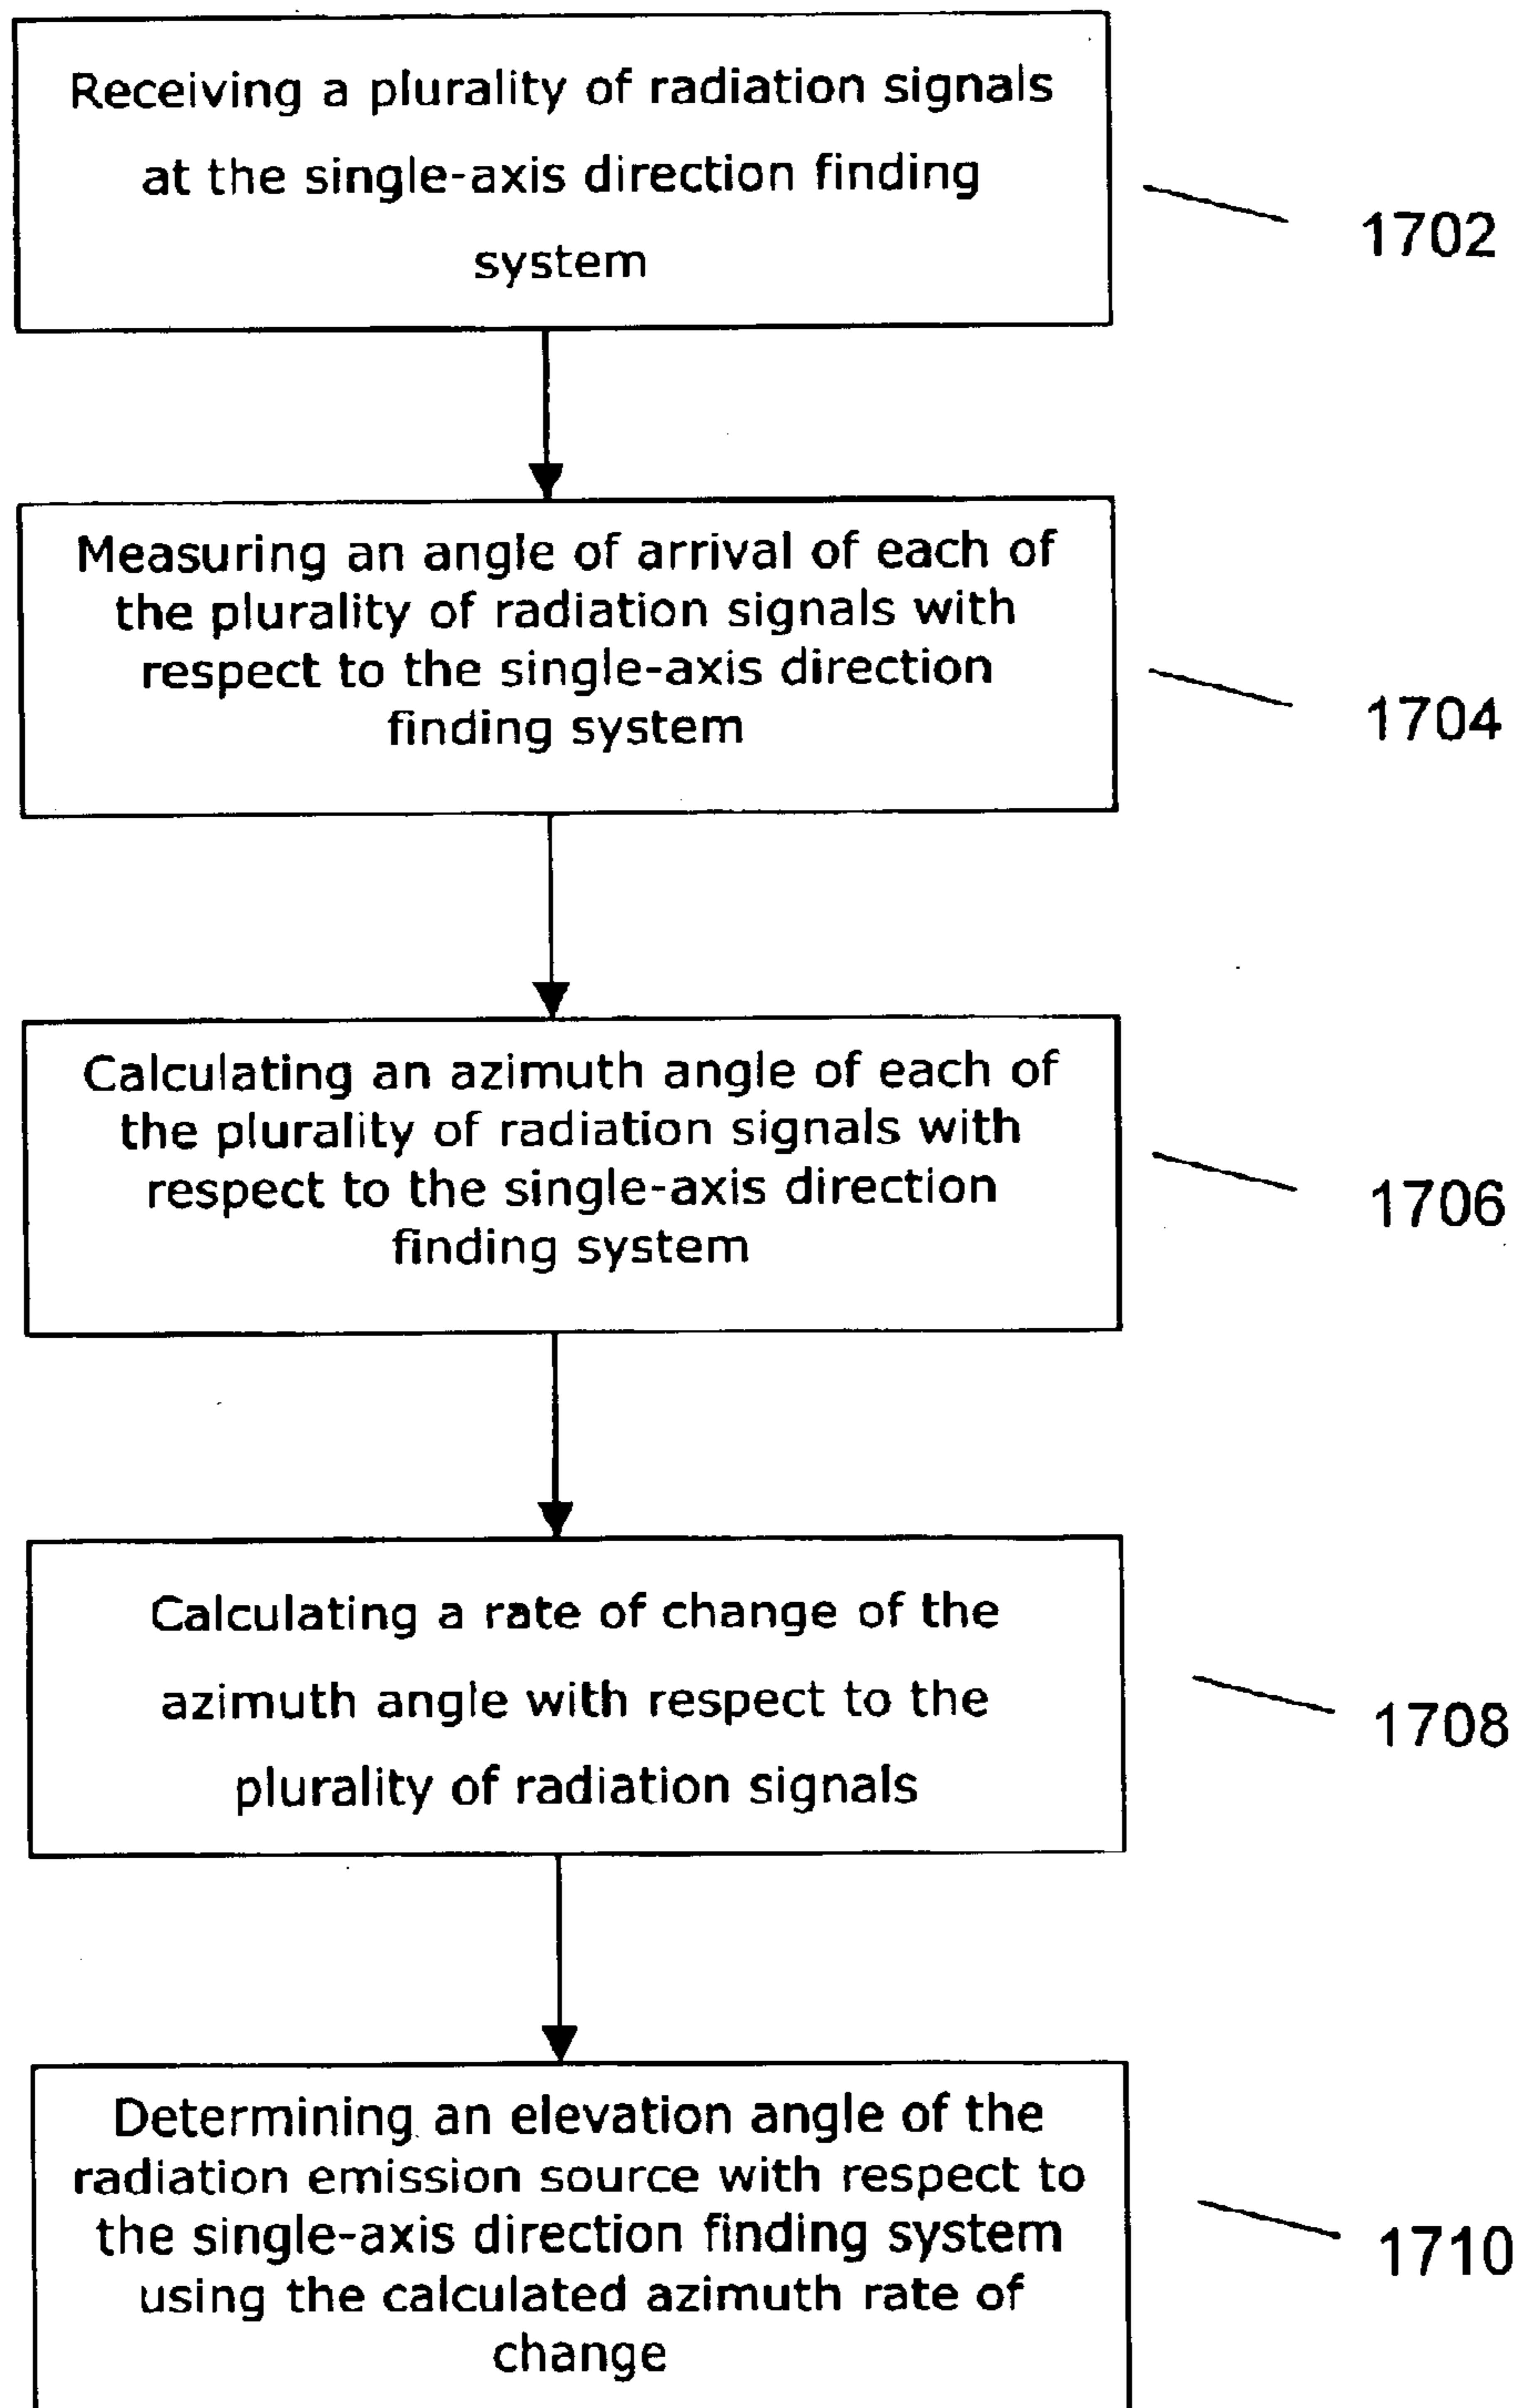 Receiving a plurality of radiation signals
at the single-axis direction finding
system
1702
Measuring an angle of arrival of each of
the plurality of radiation signals with
respect to the single-axis direction
finding system
1704
Calculating an azimuth angle of each of
the plurality of radiation signals with
respect to the single-axis direction
finding system
1706
Calculating a rate of change of the
azimuth angle with respect to the
plurality of radiation signals
1708
Determining an elevation angle of the
radiation emission source with respect to
the single-axis direction finding system
using the calculated azimuth rate of
change
1710